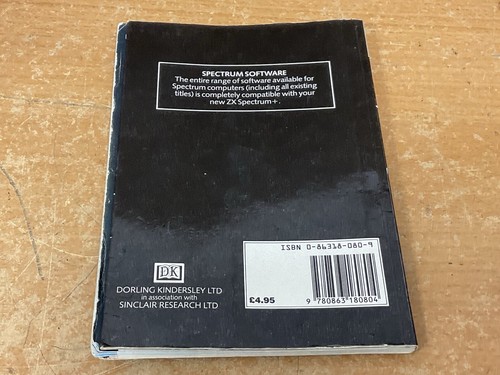 SPECTRUM SOFTWARE
The entire range of software available for
Spectrum computers (including all existing
titles) is completely compatible with your
new ZX Spectrum+.
ISBN 0-86318-080-9
DK
DORLING KINDERSLEY LTD
in association with
SINCLAIR RESEARCH LTD
£4.95
9 780863 180804